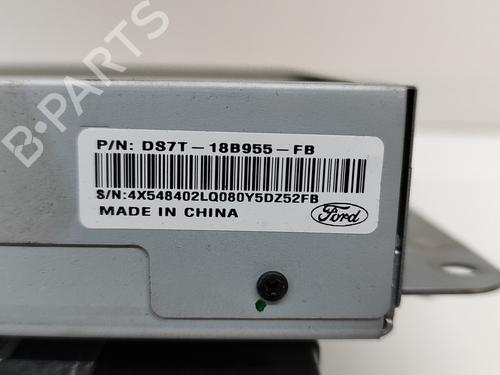 B-PARTS
P/N: DS7T-18B955-FB
S/N:4X548402LQ080Y5DZ52FB
MADE IN CHINA
Ford